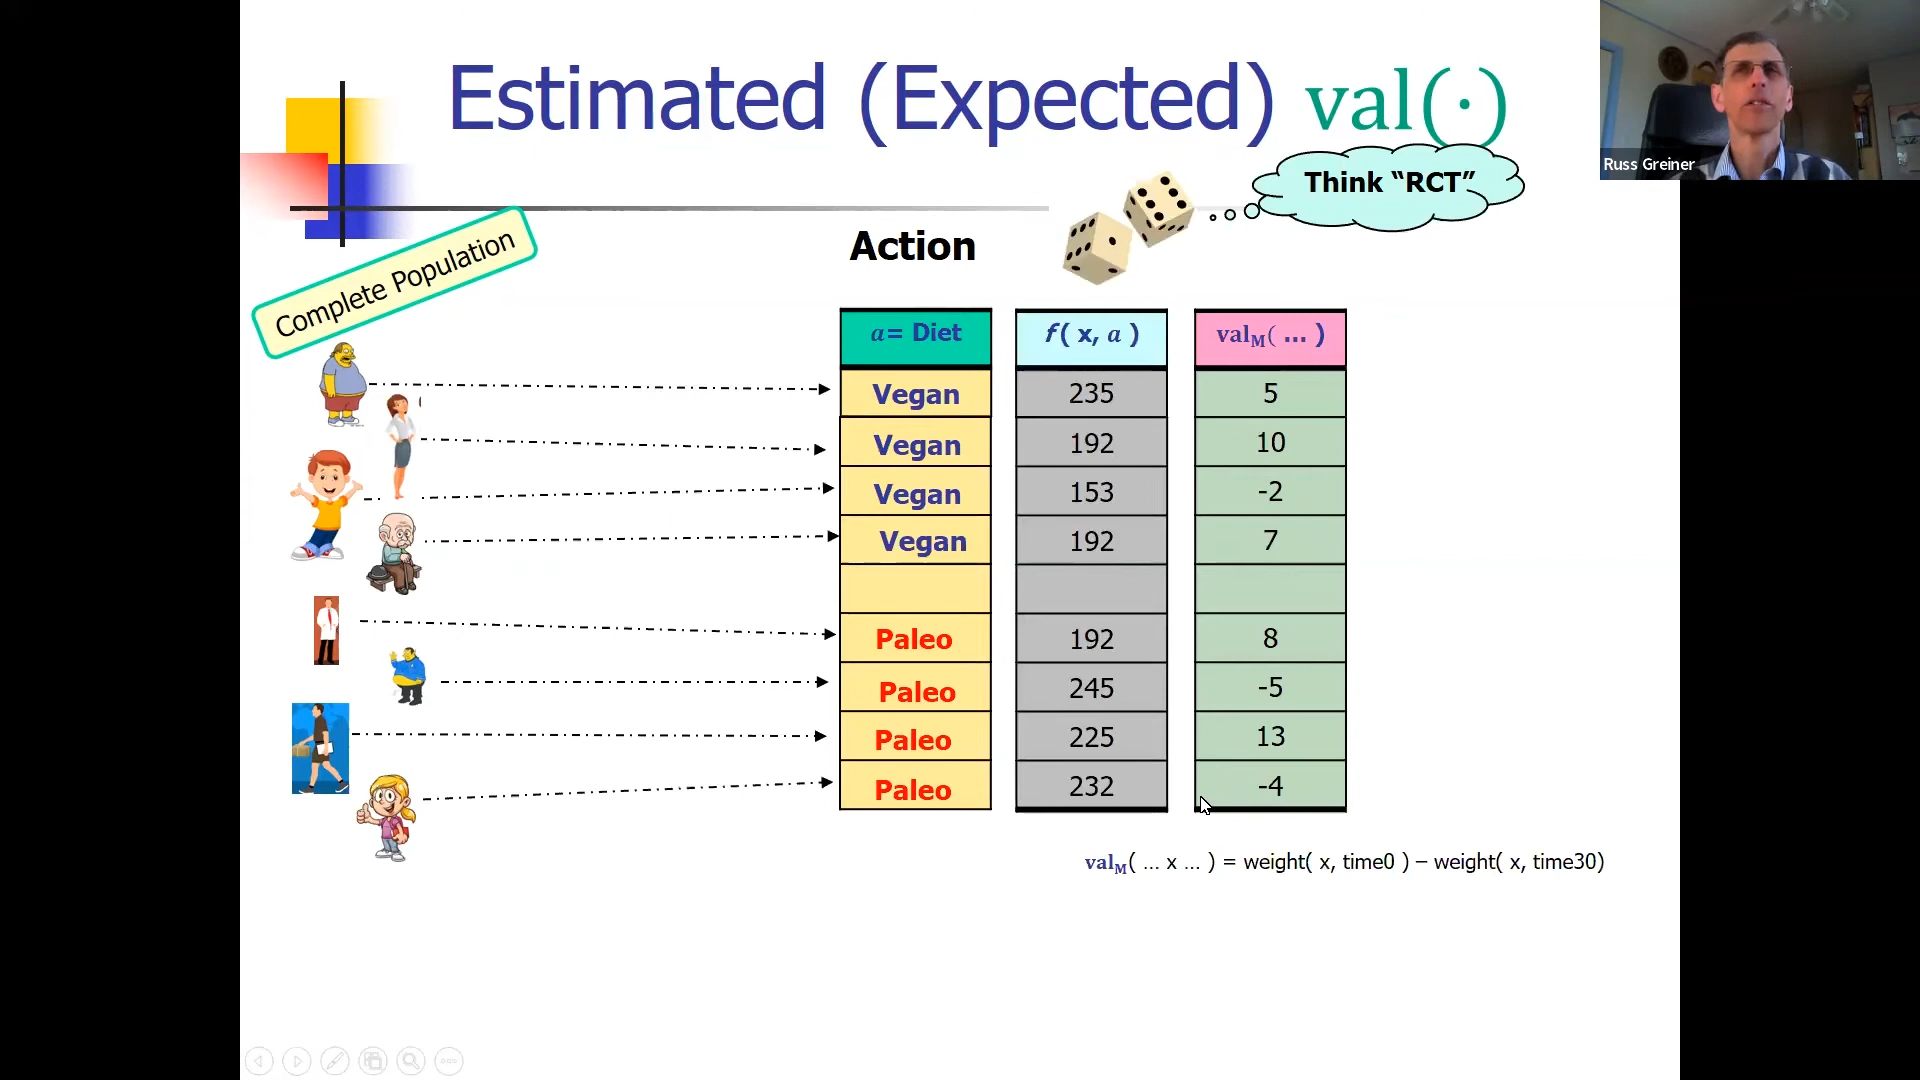 Estimated (Expected) val(·)
Think “RCT”
Russ Greiner
Complete Population
Action
a= Diet f( x, a ) valM( ... )
Vegan 235 5
Vegan 192 10
Vegan 153 -2
Vegan 192 7
Paleo 192 8
Paleo 245 -5
Paleo 225 13
Paleo 232 -4
valM( ... x ... ) = weight( x, time0 ) – weight( x, time30)